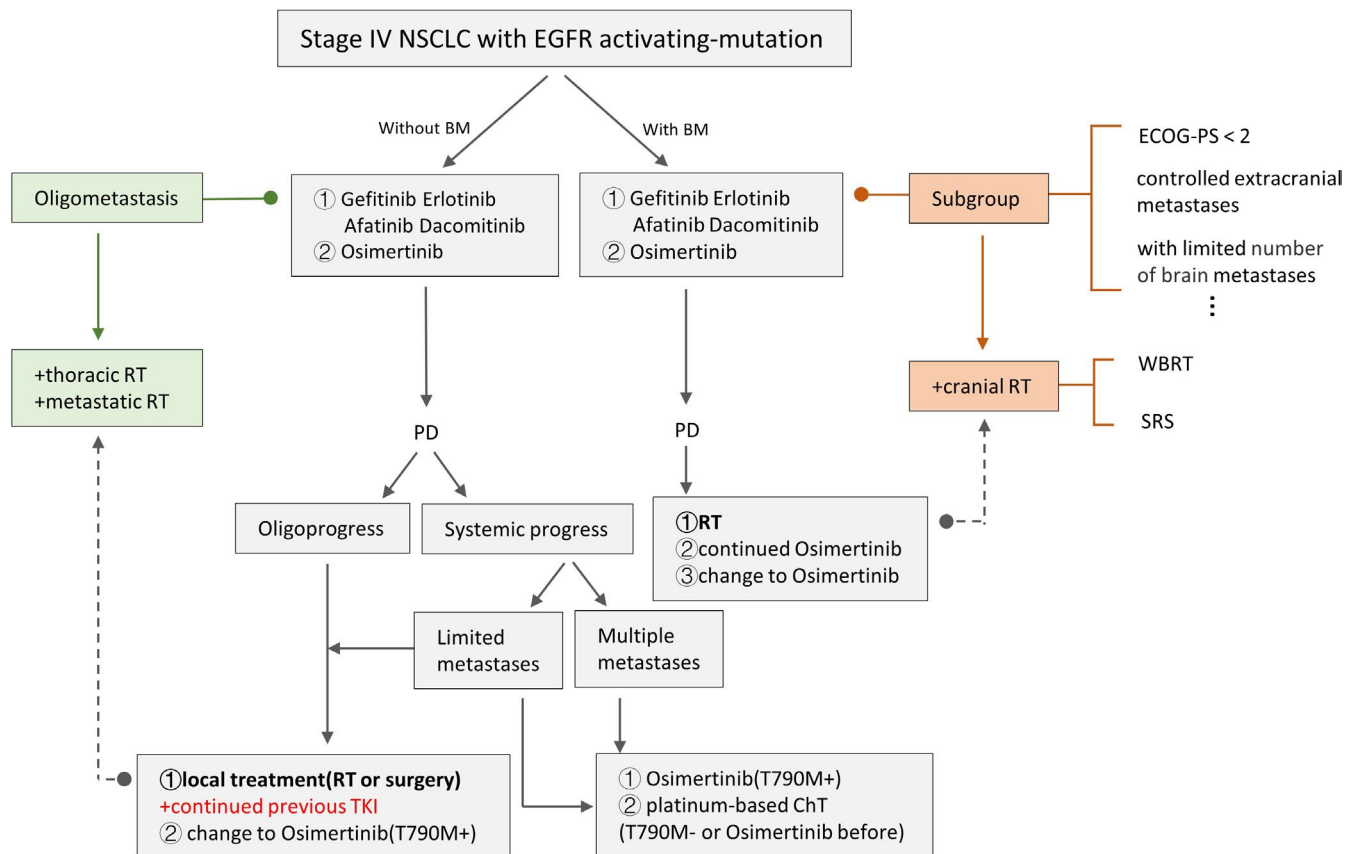 Stage IV NSCLC with EGFR activating-mutation
Without BM
With BM
Oligometastasis
① Gefitinib Erlotinib
Afatinib Dacomitinib
② Osimertinib
① Gefitinib Erlotinib
Afatinib Dacomitinib
② Osimertinib
Subgroup
ECOG-PS < 2
controlled extracranial
metastases
with limited number
of brain metastases
⋮
+thoracic RT
+metastatic RT
+cranial RT
WBRT
SRS
PD
PD
Oligoprogress
Systemic progress
①RT
②continued Osimertinib
③change to Osimertinib
Limited
metastases
Multiple
metastases
①local treatment(RT or surgery)
+continued previous TKI
② change to Osimertinib(T790M+)
① Osimertinib(T790M+)
② platinum-based ChT
(T790M- or Osimertinib before)